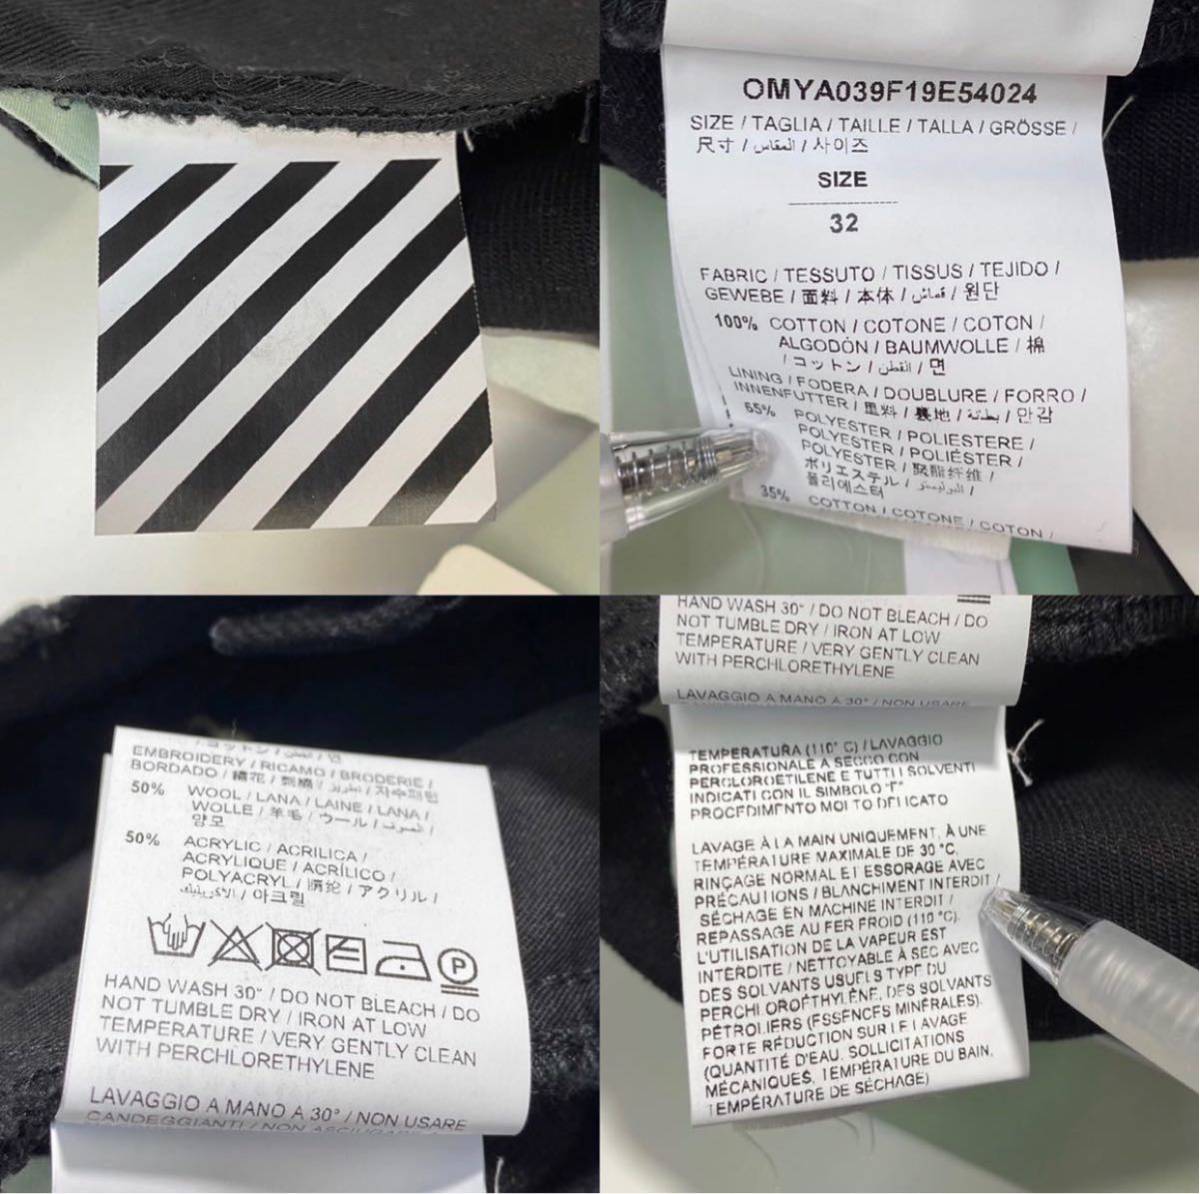 OMYA039F19E54024
SIZE / TAGLIA / TAILLE / TALLA / GRÖSSE /
尺寸 / المقاس / 사이즈
SIZE
32
FABRIC / TESSUTO / TISSUS / TEJIDO /
GEWEBE / 面料 / 本体 / قماش / 원단
100% COTTON / COTONE / COTON /
ALGODÓN / BAUMWOLLE / 棉
/ コットン / القطن / 면
LINING / FODERA / DOUBLURE / FORRO /
INNENFUTTER / 里料 / 裏地 / بطانة / 안감
65% POLYESTER / POLIESTERE /
POLYESTER / POLIÉSTER /
POLYESTER / 聚酯纤维 /
ポリエステル / البوليستر /
폴리에스터
35% COTTON / COTONE / COTON /
EMBROIDERY / RICAMO / BRODERIE /
BORDADO / 繡花 / 刺繍 / تطريز / 자수패턴
50% WOOL / LANA / LAINE / LANA /
WOLLE / 羊毛 / ウール / الصوف /
양모
50% ACRYLIC / ACRILICA /
ACRYLIQUE / ACRÍLICO /
POLYACRYL / 腈纶 / アクリル /
الاكريليك / 아크릴
P
HAND WASH 30° / DO NOT BLEACH / DO
NOT TUMBLE DRY / IRON AT LOW
TEMPERATURE / VERY GENTLY CLEAN
WITH PERCHLORETHYLENE
LAVAGGIO A MANO A 30° / NON USARE
CANDEGGIANTI / NON ASCIUGARE
HAND WASH 30° / DO NOT BLEACH / DO
NOT TUMBLE DRY / IRON AT LOW
TEMPERATURE / VERY GENTLY CLEAN
WITH PERCHLORETHYLENE
LAVAGGIO A MANO A 30° / NON USARE
TEMPERATURA (110° C) / LAVAGGIO
PROFESSIONALE A SECCO CON
PERGLOROETILENE E TUTTI I SOLVENTI
INDICATI CON IL SIMBOLO "F"
PROCEDIMENTO MOLTO DELICATO
LAVAGE À LA MAIN UNIQUEMENT, À UNE
TEMPÉRAIURE MAXIMALE DE 30 °C.
RINÇAGE NORMAL ET ESSORAGE AVEC
PRÉCAUTIONS / BLANCHIMENT INTERDIT /
SÉCHAGE EN MACHINE INTERDIT /
REPASSAGE AU FER FROID (110 °C).
L'UTILISATION DE LA VAPEUR EST
INTERDITE / NETTOYABLE À SEC AVEC
DES SOLVANTS USUELS TYPE DU
PERCHLOROÉTHYLÈNE, DES SOLVANTS
PÉTROLIERS (ESSENCES MINÉRALES).
FORTE RÉDUCTION SUR LE LAVAGE
(QUANTITÉ D'EAU, SOLLICITATIONS
MÉCANIQUES, TEMPÉRATURE DU BAIN,
TEMPÉRATURE DE SÉCHAGE)